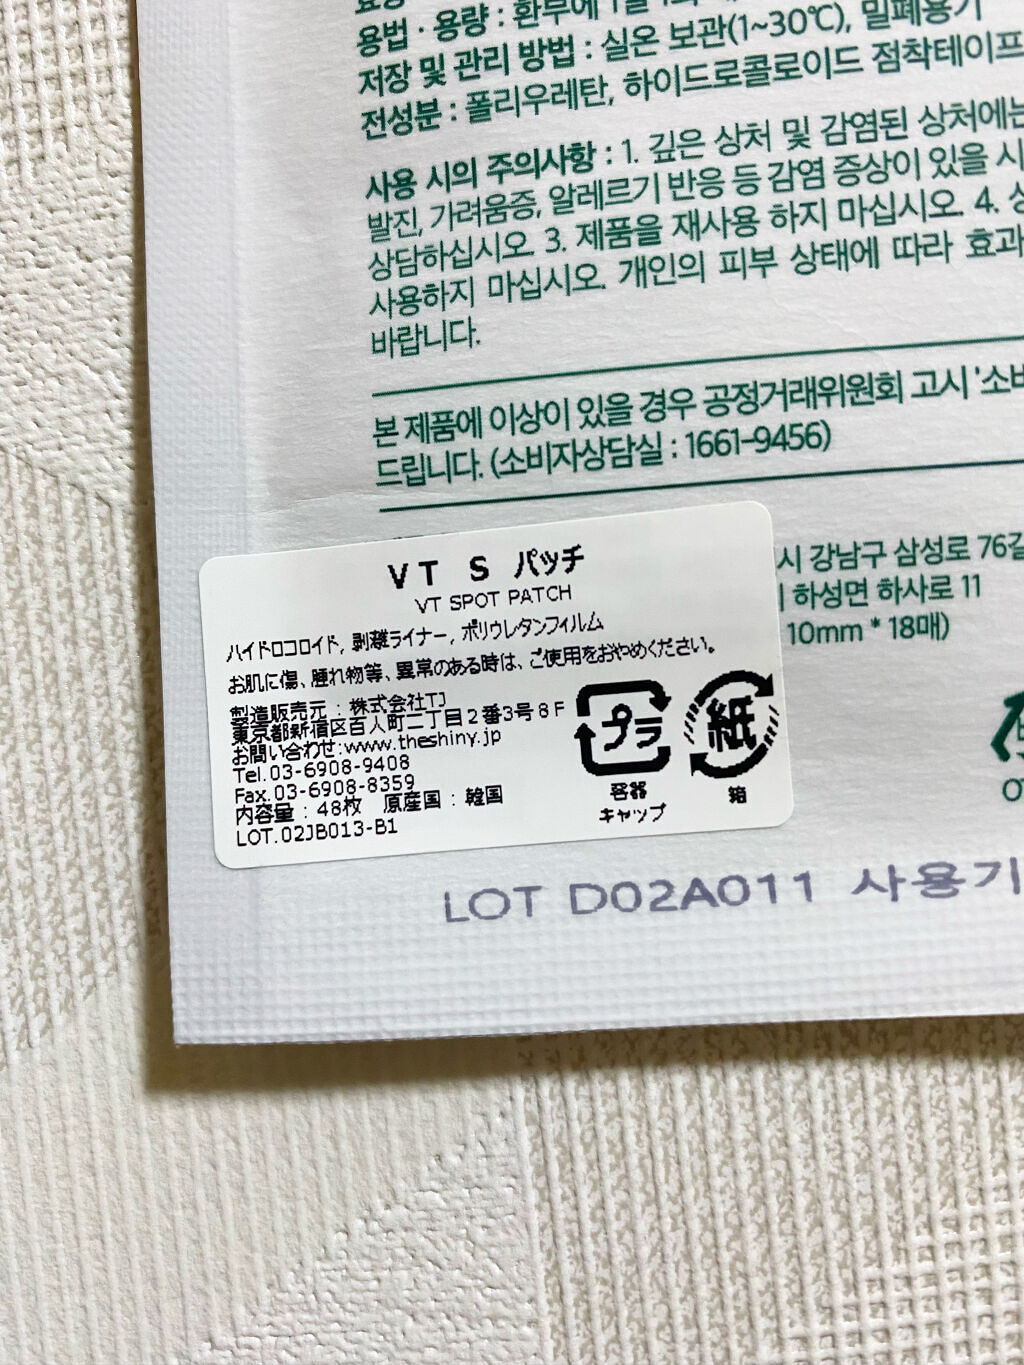 용법 · 용량 : 환부에 1일 1회
저장 및 관리 방법 : 실온 보관(1~30℃), 밀폐용기
전성분 : 폴리우레탄, 하이드로콜로이드 점착테이프
사용 시의 주의사항 : 1. 깊은 상처 및 감염된 상처에는
발진, 가려움증, 알레르기 반응 등 감염 증상이 있을 시
상담하십시오. 3. 제품을 재사용 하지 마십시오. 4. 상
사용하지 마십시오. 개인의 피부 상태에 따라 효과
바랍니다.
본 제품에 이상이 있을 경우 공정거래위원회 고시 '소비
드립니다. (소비자상담실 : 1661-9456)
시 강남구 삼성로 76길
하성면 하사로 11
10mm * 18매)
VT S パッチ
VT SPOT PATCH
ハイドロコロイド, 剥離ライナー, ポリウレタンフィルム
お肌に傷、腫れ物等、異常のある時は、ご使用をおやめください。
製造販売元 : 株式会社TJ
東京都新宿区百人町二丁目2番3号8F
お問い合わせ:www.theshiny.jp
Tel.03-6908-9408
Fax.03-6908-8359
内容量 : 48枚 原産国 : 韓国
LOT.02JB013-B1
プラ
容器
キャップ
紙
箱
LOT D02A011 사용기